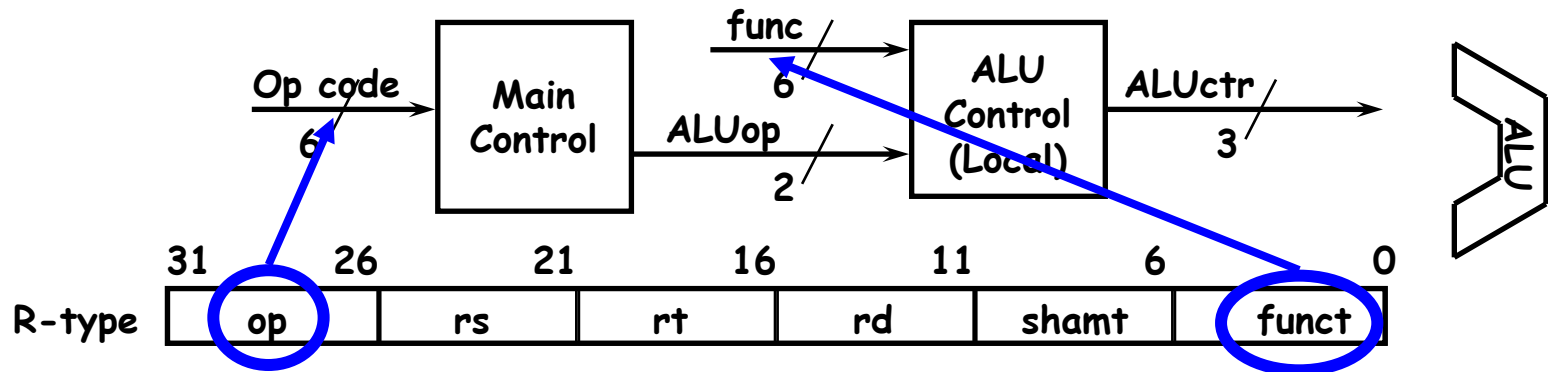 func
6
Op code
6
Main
Control
ALUop
2
ALU
Control
(Local)
ALUctr
3
ALU
31 26 21 16 11 6 0
R-type op rs rt rd shamt funct